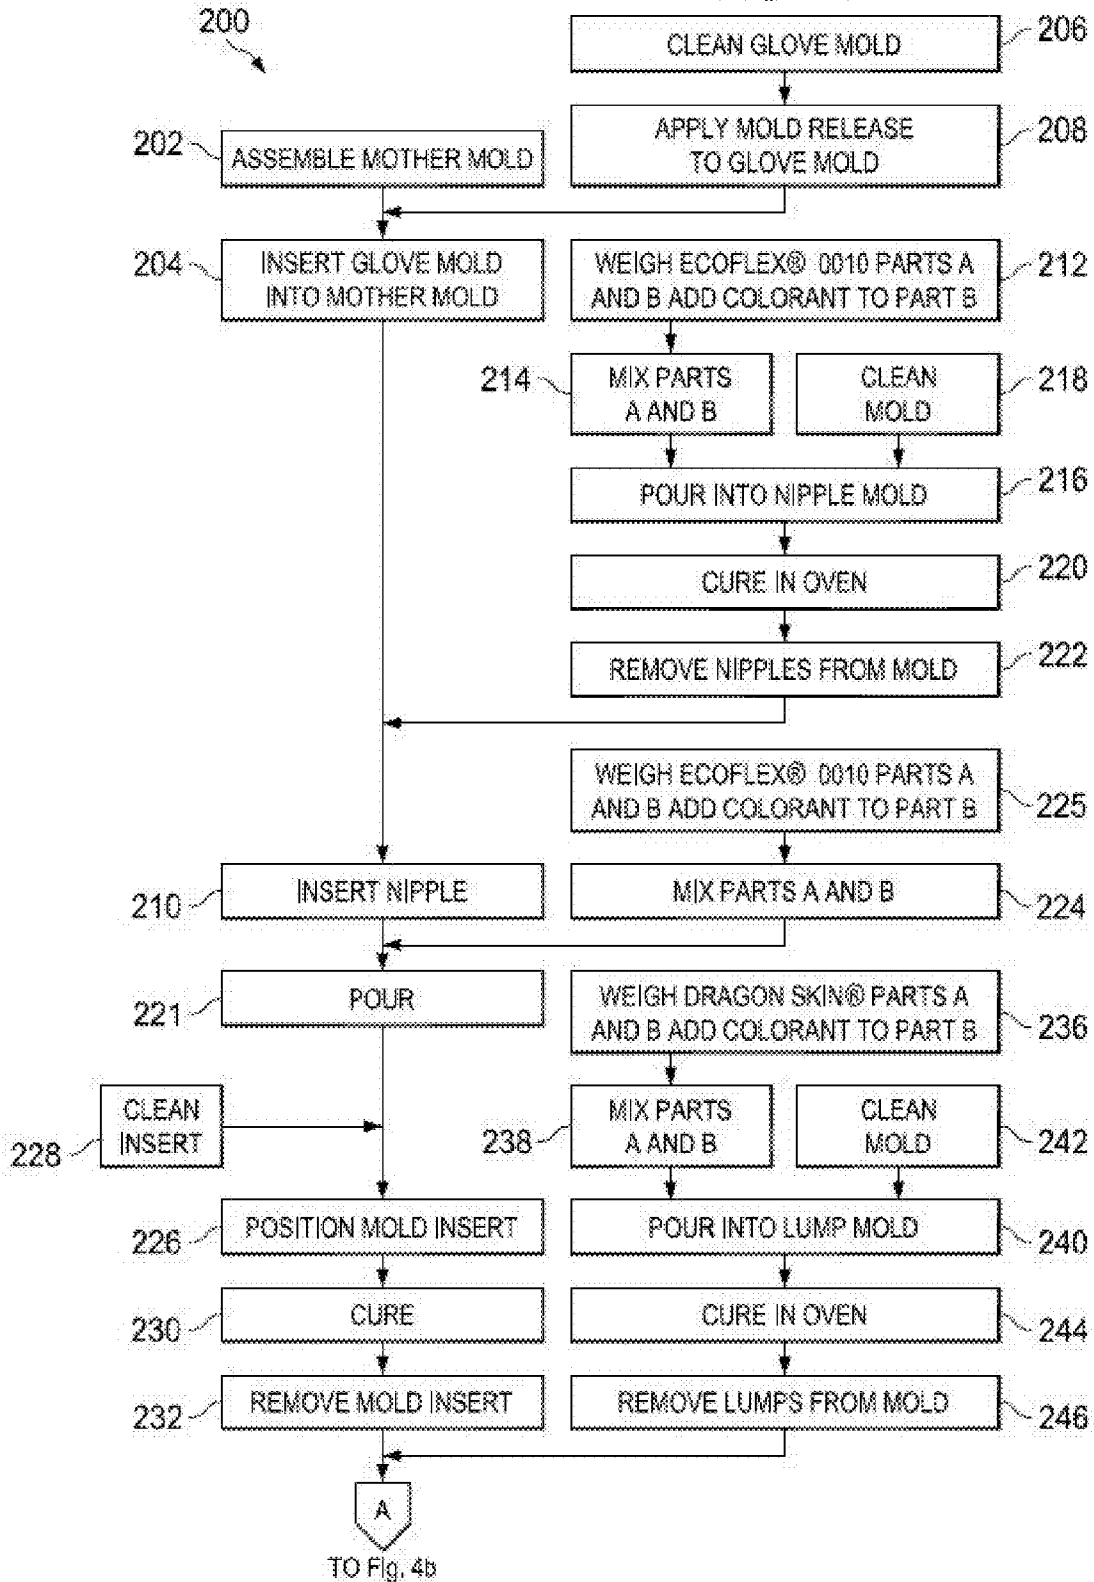 200
CLEAN GLOVE MOLD
206
202
ASSEMBLE MOTHER MOLD
APPLY MOLD RELEASE
TO GLOVE MOLD
208
204
INSERT GLOVE MOLD
INTO MOTHER MOLD
WEIGH ECOFLEX® 0010 PARTS A
AND B ADD COLORANT TO PART B
212
214
MIX PARTS
A AND B
CLEAN
MOLD
218
POUR INTO NIPPLE MOLD
216
CURE IN OVEN
220
REMOVE NIPPLES FROM MOLD
222
WEIGH ECOFLEX® 0010 PARTS A
AND B ADD COLORANT TO PART B
225
210
INSERT NIPPLE
MIX PARTS A AND B
224
221
POUR
WEIGH DRAGON SKIN® PARTS A
AND B ADD COLORANT TO PART B
236
228
CLEAN
INSERT
238
MIX PARTS
A AND B
CLEAN
MOLD
242
226
POSITION MOLD INSERT
POUR INTO LUMP MOLD
240
230
CURE
CURE IN OVEN
244
232
REMOVE MOLD INSERT
REMOVE LUMPS FROM MOLD
246
A
TO Fig. 4b